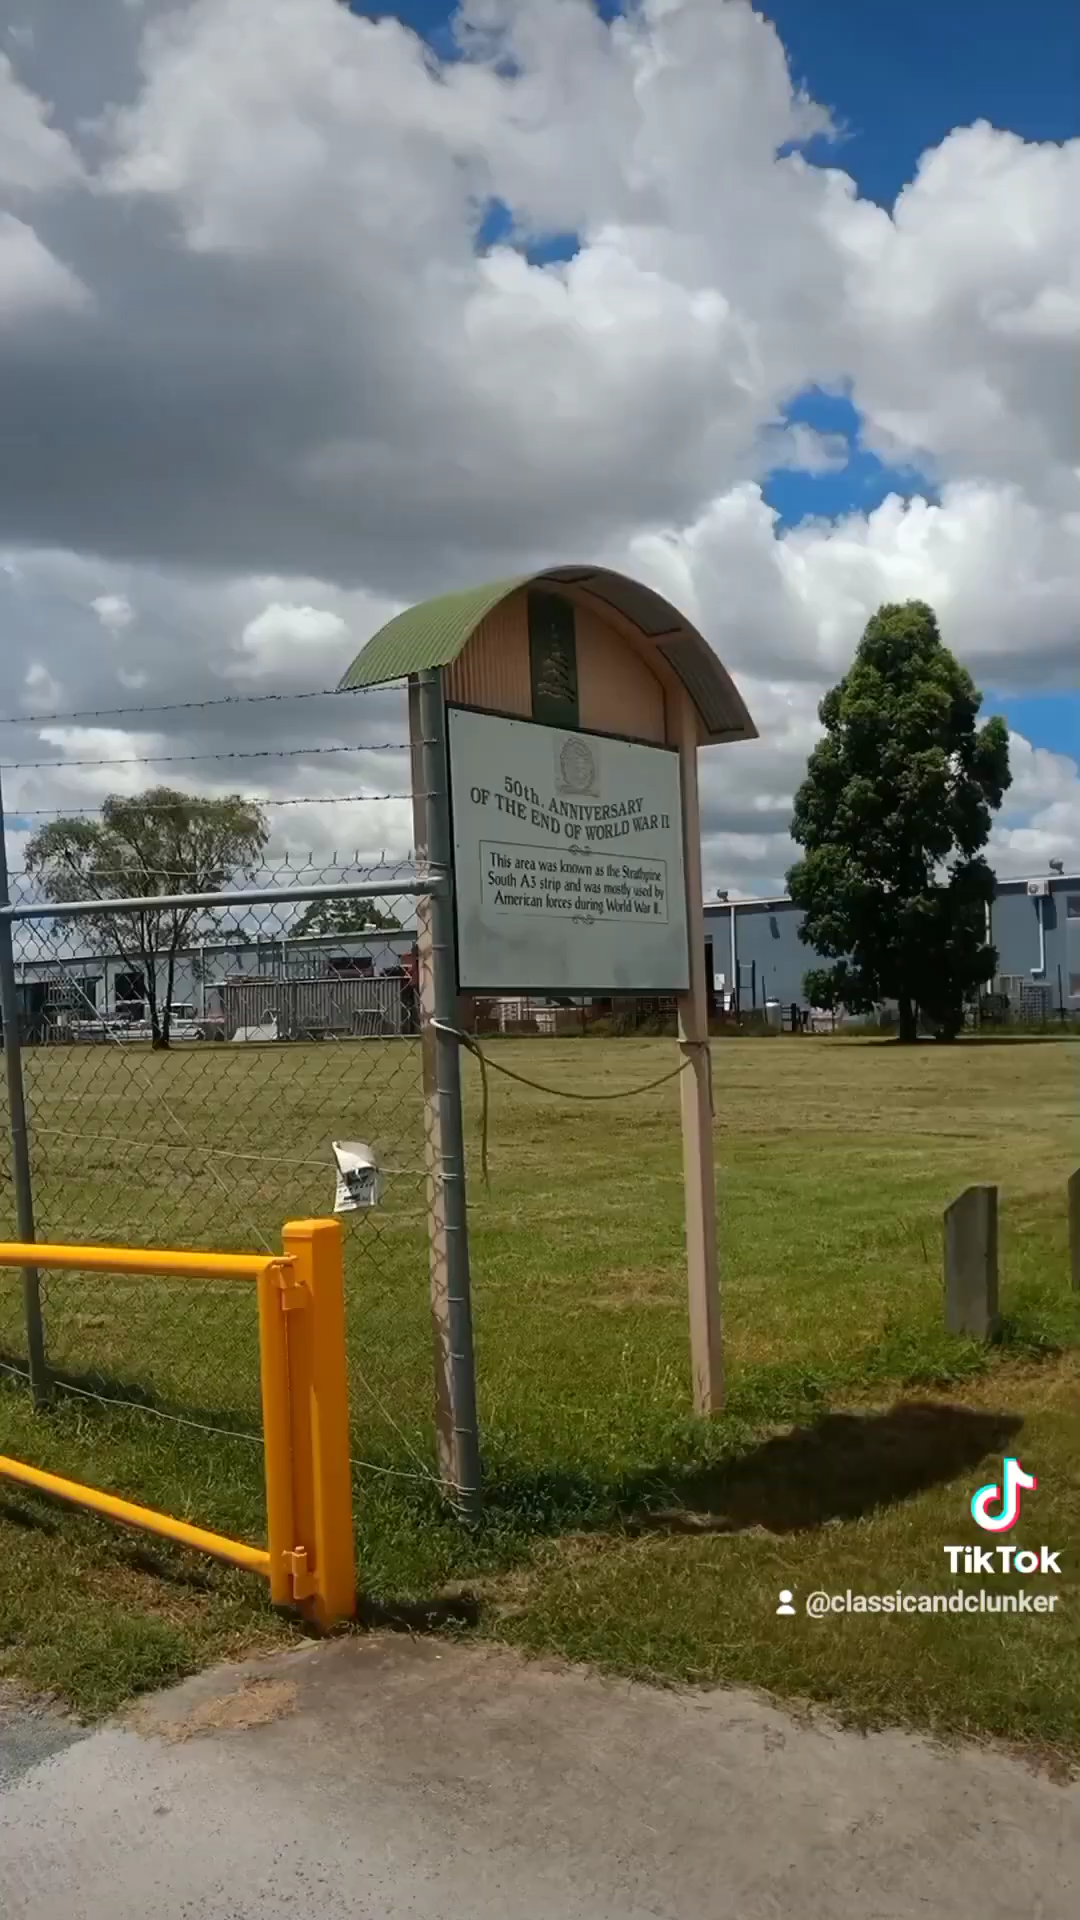 50th. ANNIVERSARY
OF THE END OF WORLD WAR II
This area was known as the Strathpine
South A3 strip and was mostly used by
American forces during World War II.
TikTok
@classicandclunker